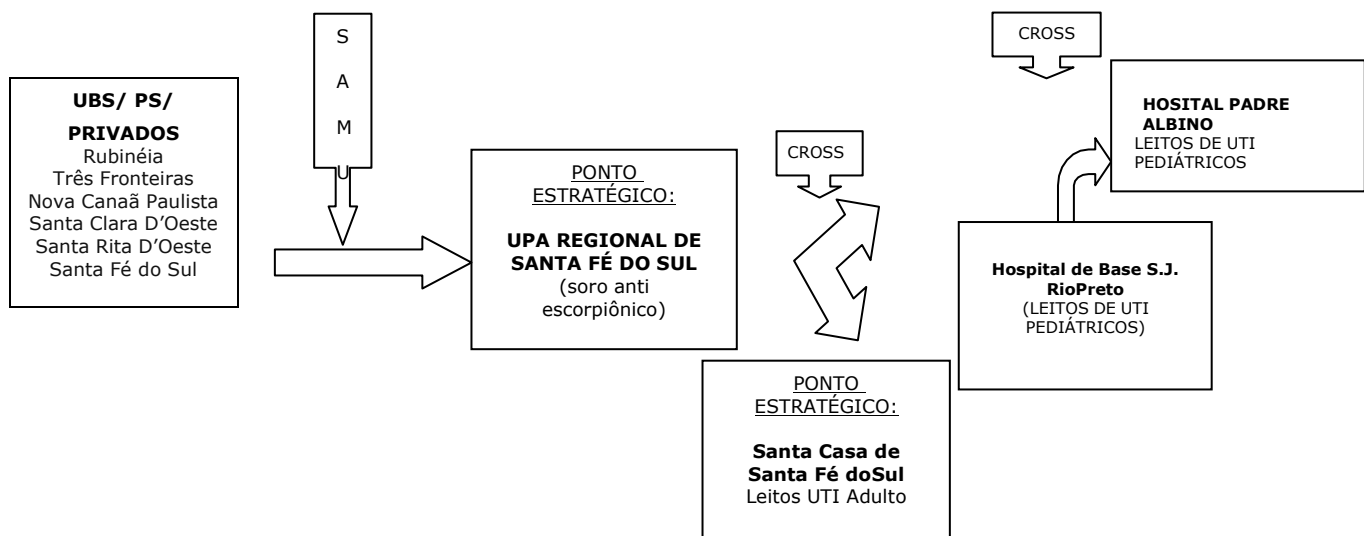 UBS/ PS/
PRIVADOS
Rubinéia
Três Fronteiras
Nova Canaã Paulista
Santa Clara D’Oeste
Santa Rita D’Oeste
Santa Fé do Sul
S
A
M
U
PONTO
ESTRATÉGICO:
UPA REGIONAL DE
SANTA FÉ DO SUL
(soro anti
escorpiônico)
CROSS
PONTO
ESTRATÉGICO:
Santa Casa de
Santa Fé doSul
Leitos UTI Adulto
CROSS
HOSITAL PADRE
ALBINO
LEITOS DE UTI
PEDIÁTRICOS
Hospital de Base S.J.
RioPreto
(LEITOS DE UTI
PEDIÁTRICOS)